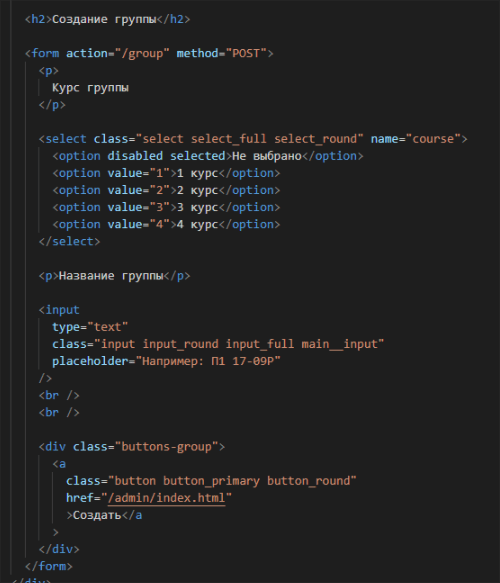 <h2>Создание группы</h2>
<form action="/group" method="POST">
<p>
Курс группы
</p>
<select class="select select_full select_round" name="course">
<option disabled selected>Не выбрано</option>
<option value="1">1 курс</option>
<option value="2">2 курс</option>
<option value="3">3 курс</option>
<option value="4">4 курс</option>
</select>
<p>Название группы</p>
<input
type="text"
class="input input_round input_full main__input"
placeholder="Например: П1 17-09Р"
/>
<br />
<br />
<div class="buttons-group">
<a
class="button button_primary button_round"
href="/admin/index.html"
>Создать</a
>
</div>
</form>
</div>